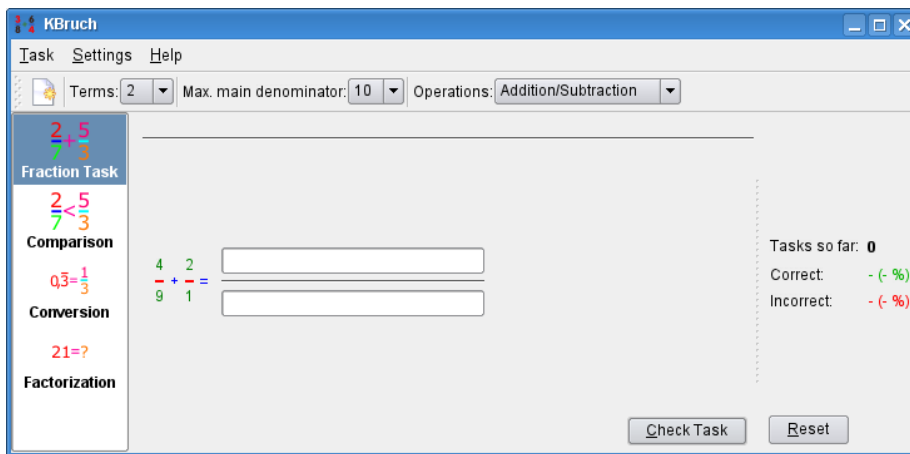 KBruch
Task Settings Help
Terms: 2 Max. main denominator: 10 Operations: Addition/Subtraction
2/7+5/3
Fraction Task
2/7<5/3
Comparison
0,3̅=1/3
Conversion
21=?
Factorization
4/9 + 2/1 =
Tasks so far: 0
Correct: - (- %)
Incorrect: - (- %)
Check Task Reset